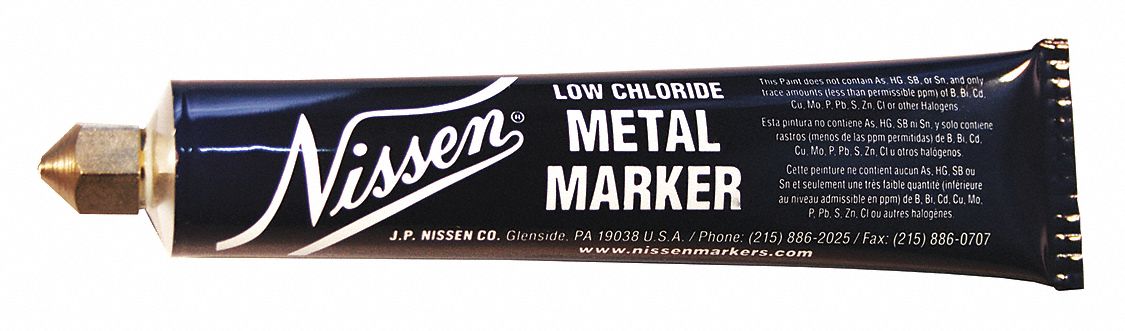 Nissen®
LOW CHLORIDE
METAL
MARKER
This Paint does not contain As, HG, SB, or Sn, and only
trace amounts (less than permissible ppm) of B, Bi, Cd,
Cu, Mo, P, Pb, S, Zn, Cl or other Halogens.
Esta pintura no contiene As, HG, SB ni Sn, y solo contiene
rastros (menos de las ppm permitidas) de B, Bi, Cd,
Cu, Mo, P, Pb, S, Zn, Cl u otros halógenos.
Cette peinture ne contient aucun As, HG, SB ou
Sn et seulement une très faible quantité (inférieure
au niveau admissible en ppm) de B, Bi, Cd, Cu, Mo,
P, Pb, S, Zn, Cl ou autres halogènes.
J.P. NISSEN CO. Glenside, PA 19038 U.S.A. / Phone: (215) 886-2025 / Fax: (215) 886-0707
www.nissenmarkers.com